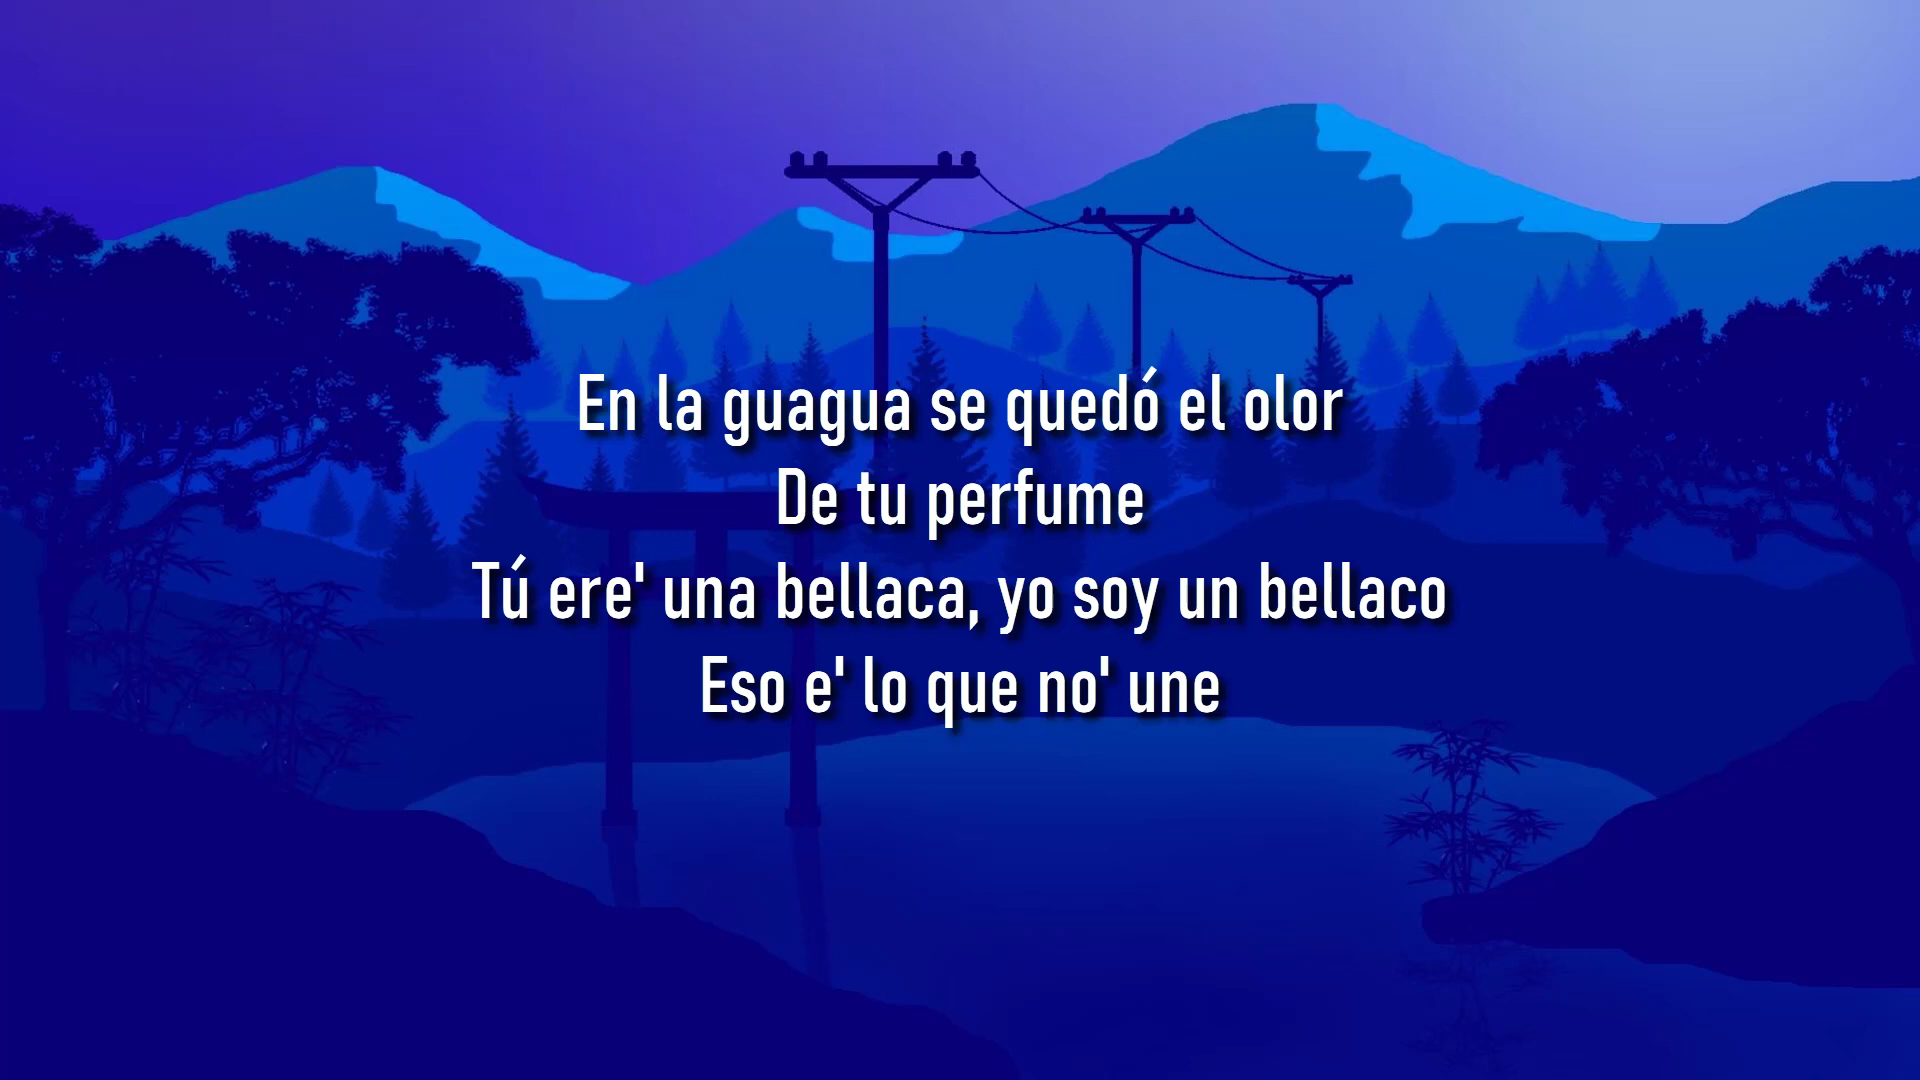 En la guagua se quedó el olor
De tu perfume
Tú ere' una bellaca, yo soy un bellaco
Eso e' lo que no' une